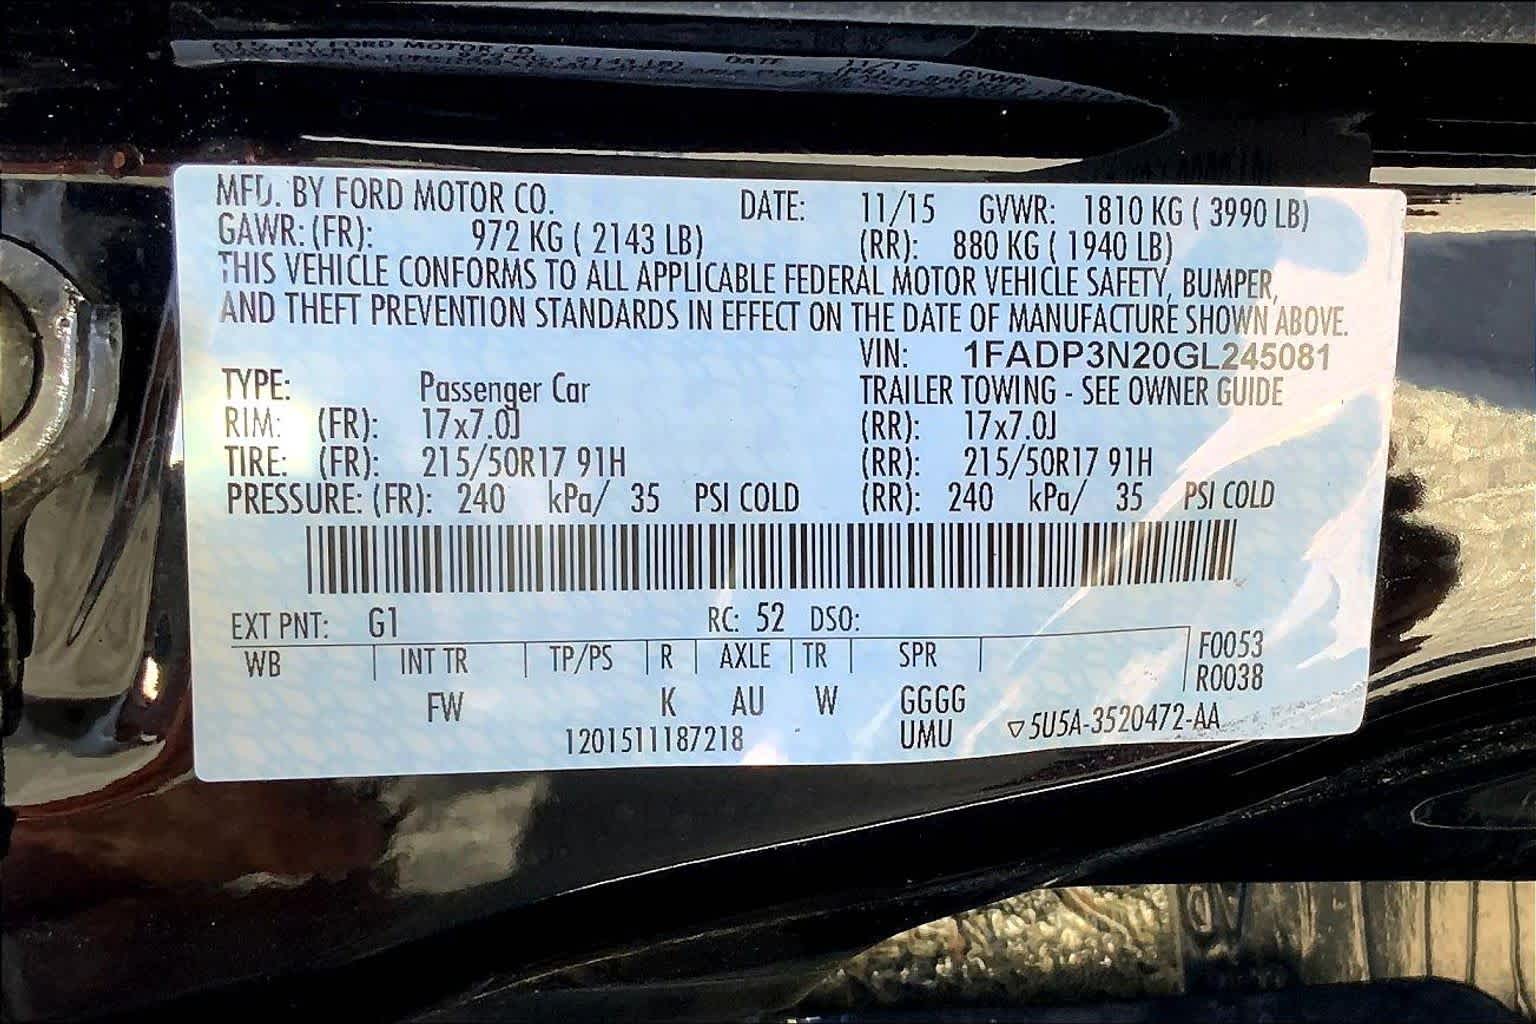 MFD. BY FORD MOTOR CO. DATE: 11/15 GVWR: 1810 KG ( 3990 LB)
GAWR: (FR): 972 KG ( 2143 LB) (RR): 880 KG ( 1940 LB)
THIS VEHICLE CONFORMS TO ALL APPLICABLE FEDERAL MOTOR VEHICLE SAFETY, BUMPER,
AND THEFT PREVENTION STANDARDS IN EFFECT ON THE DATE OF MANUFACTURE SHOWN ABOVE.
VIN: 1FADP3N20GL245081
TYPE: Passenger Car TRAILER TOWING - SEE OWNER GUIDE
RIM: (FR): 17x7.0J (RR): 17x7.0J
TIRE: (FR): 215/50R17 91H (RR): 215/50R17 91H
PRESSURE: (FR): 240 kPa/ 35 PSI COLD (RR): 240 kPa/ 35 PSI COLD
EXT PNT: G1 RC: 52 DSO:
WB INT TR TP/PS R AXLE TR SPR F0053
R0038
FW K AU W GGGG
1201511187218 UMU ▽5U5A-3520472-AA